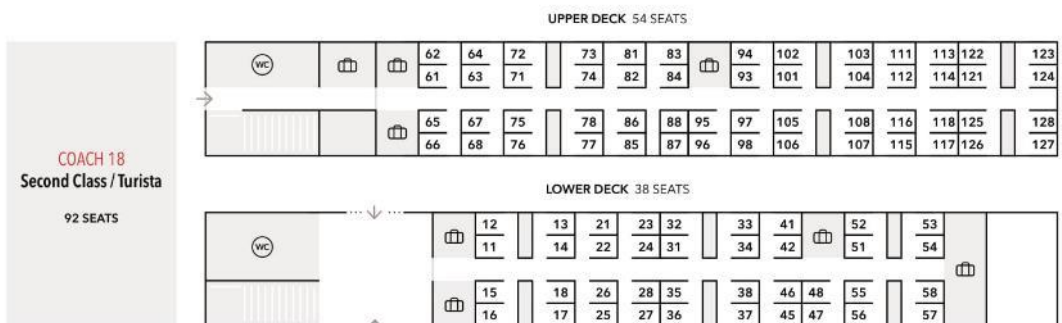 UPPER DECK 54 SEATS
WC 62 64 72 73 81 83 94 102 103 111 113 122 123
61 63 71 74 82 84 93 101 104 112 114 121 124
65 67 75 78 86 88 95 97 105 108 116 118 125 128
66 68 76 77 85 87 96 98 106 107 115 117 126 127
COACH 18
Second Class / Turista
92 SEATS
LOWER DECK 38 SEATS
WC 12 13 21 23 32 33 41 52 53
11 14 22 24 31 34 42 51 54
15 18 26 28 35 38 46 48 55 58
16 17 25 27 36 37 45 47 56 57